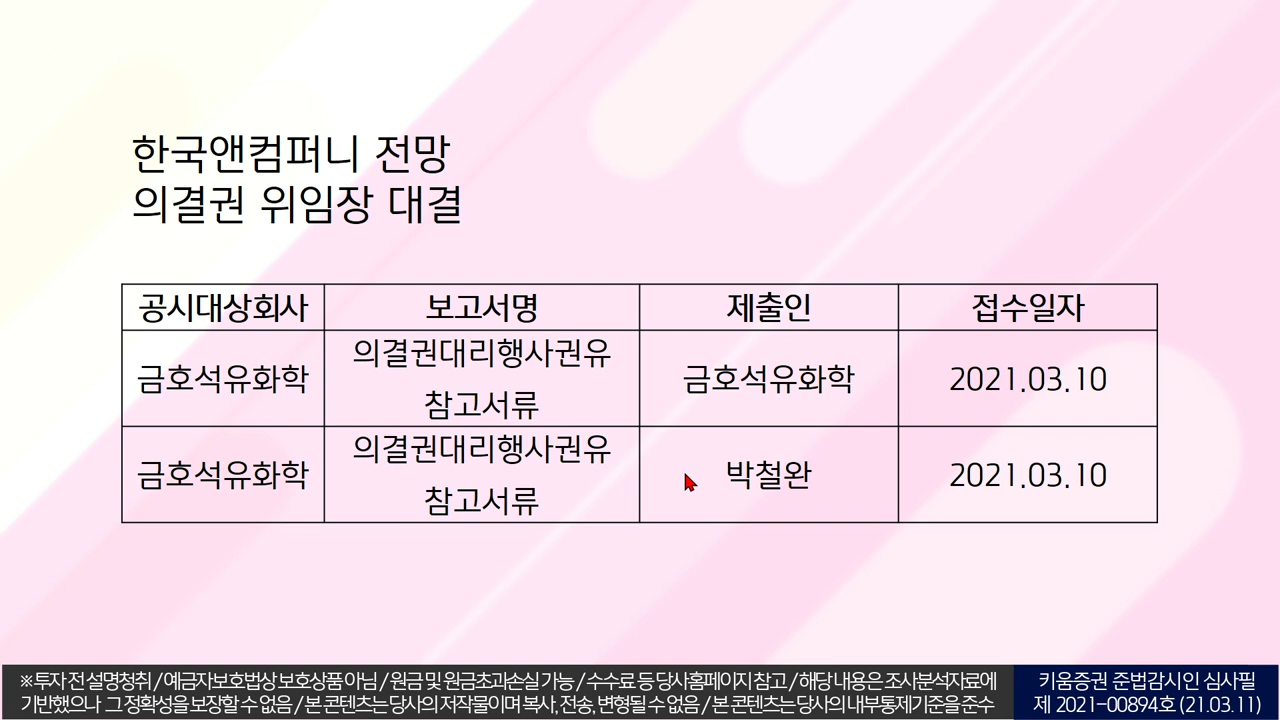 한국앤컴퍼니 전망
의결권 위임장 대결
공시대상회사 보고서명 제출인 접수일자
금호석유화학 의결권대리행사권유 금호석유화학 2021.03.10
참고서류
금호석유화학 의결권대리행사권유 박철완 2021.03.10
참고서류
※투자 전 설명청취 / 예금자보호법상 보호상품 아님 / 원금 및 원금초과손실 가능 / 수수료 등 당사홈페이지 참고 / 해당 내용은 조사분석자료에
기반했으나 그 정확성을 보장할 수 없음 / 본 콘텐츠는 당사의 저작물이며 복사, 전송, 변형될 수 없음 / 본 콘텐츠는 당사의 내부통제기준을 준수
키움증권 준법감시인 심사필
제 2021-00894호 (21.03.11)